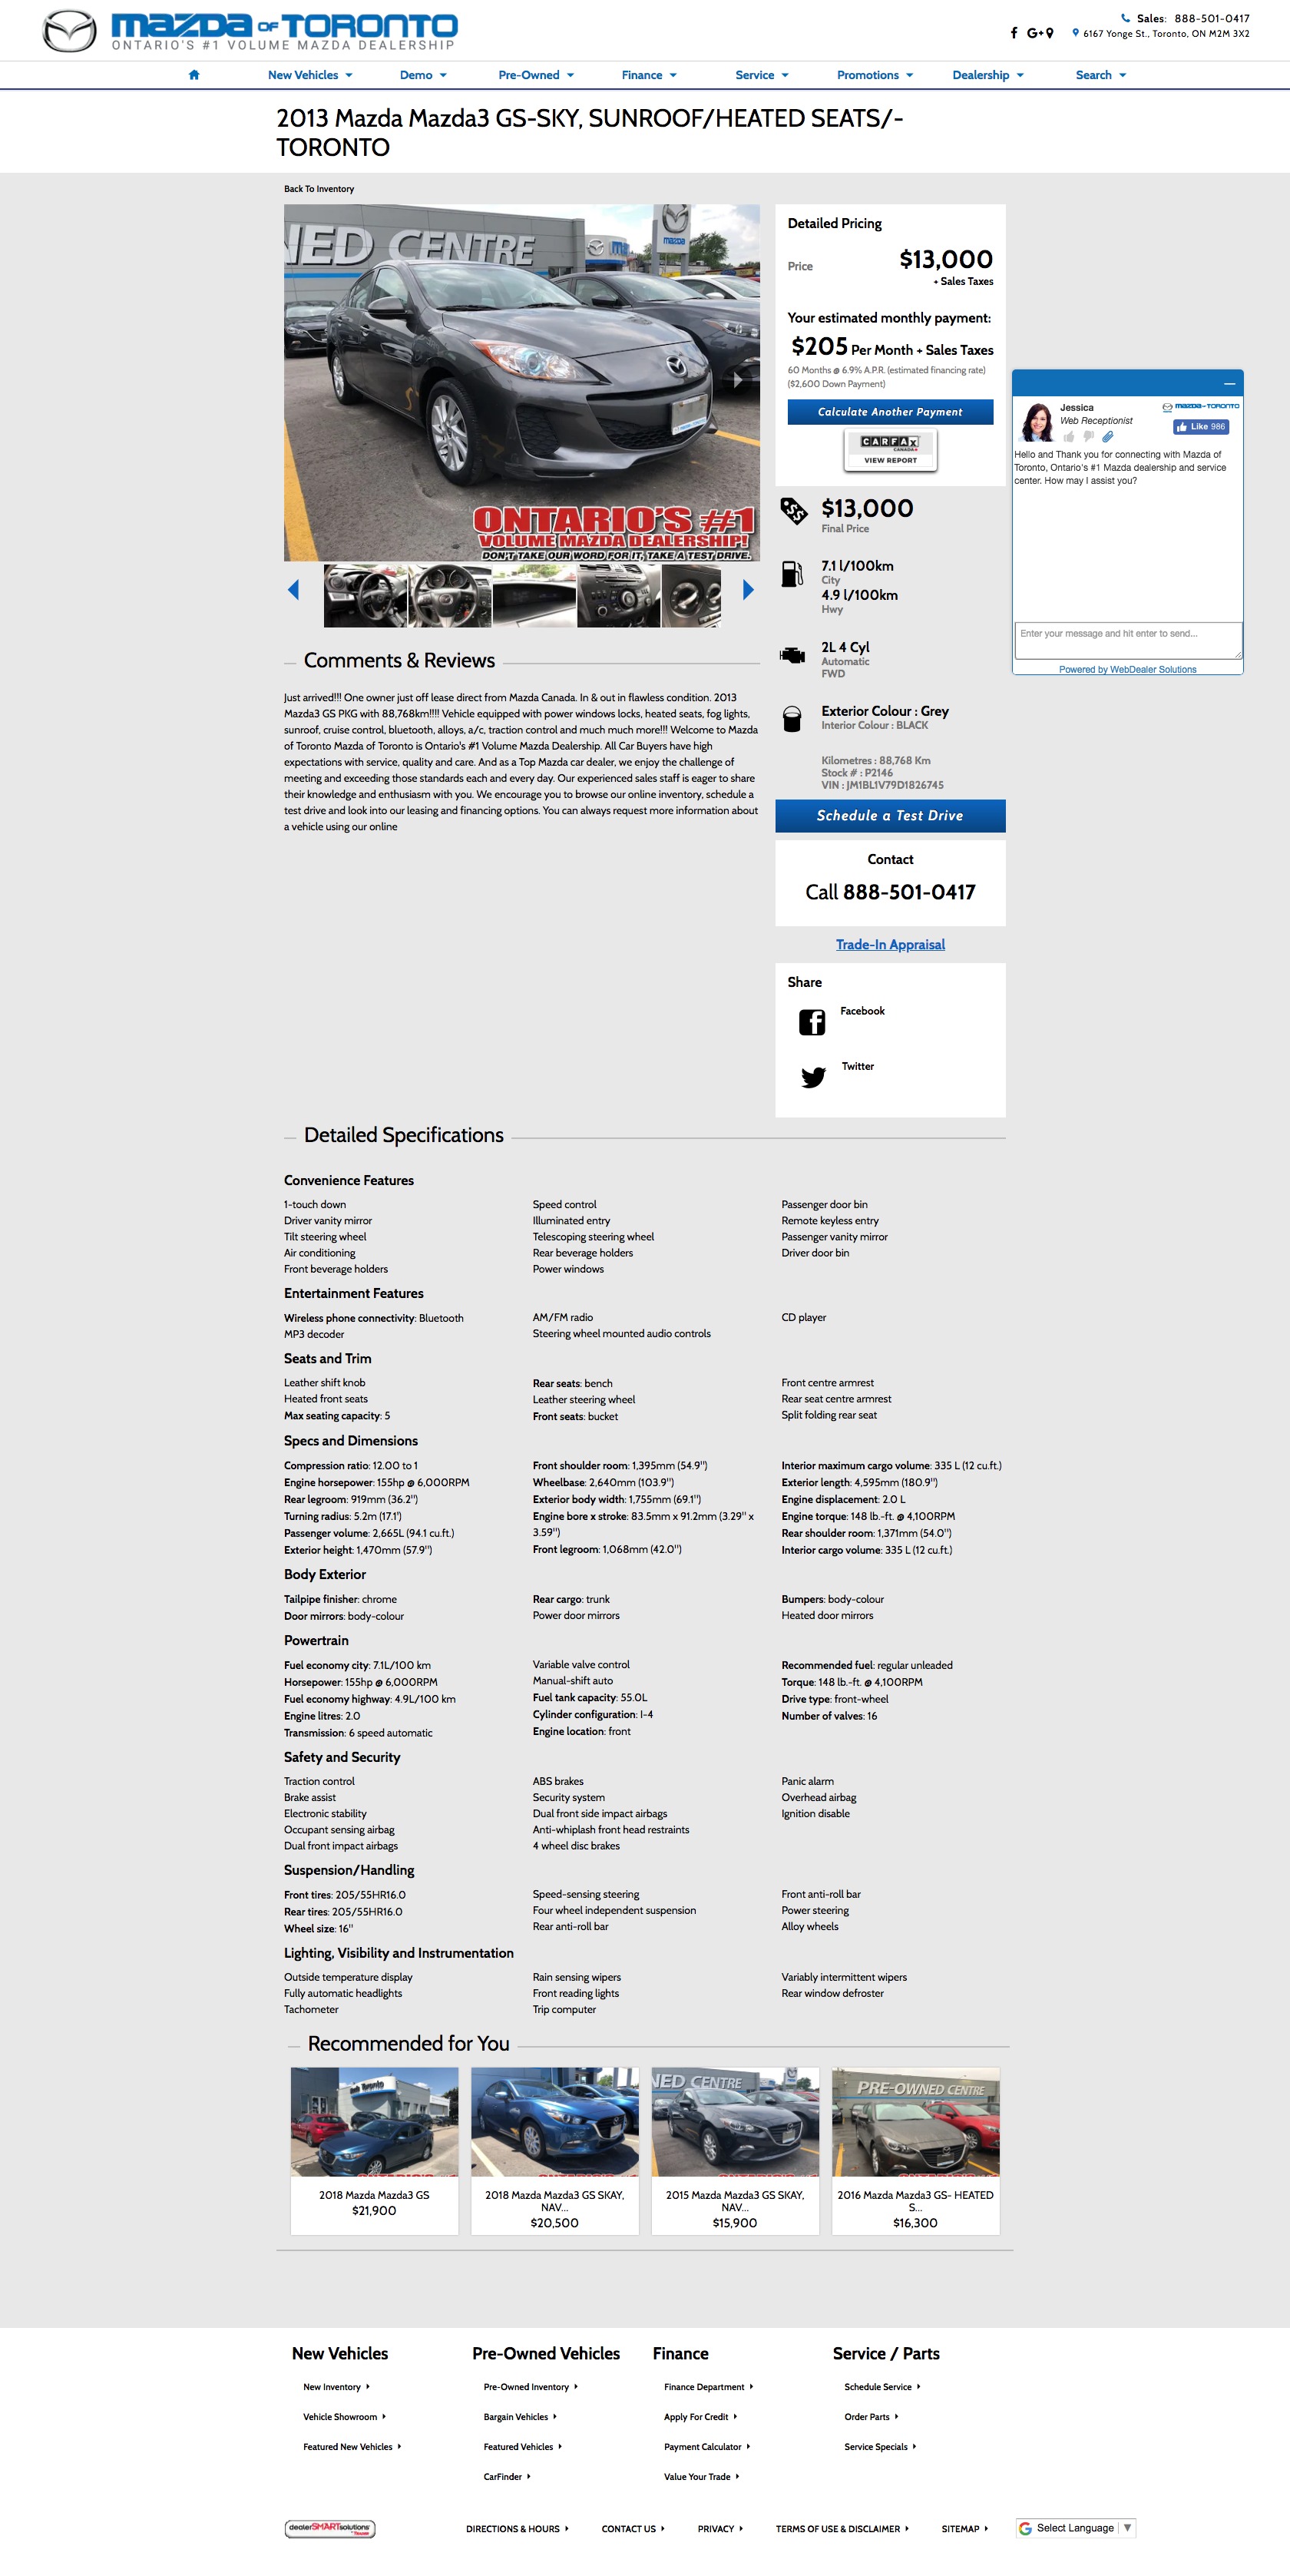 mazda OF TORONTO
ONTARIO'S #1 VOLUME MAZDA DEALERSHIP
Sales: 888-501-0417
6167 Yonge St., Toronto, ON M2M 3X2
New Vehicles
Demo
Pre-Owned
Finance
Service
Promotions
Dealership
Search
2013 Mazda Mazda3 GS-SKY, SUNROOF/HEATED SEATS/-
TORONTO
Back To Inventory
NED CENTRE
mazda
ONTARIO'S #1
VOLUME MAZDA DEALERSHIP!
DON'T TAKE OUR WORD FOR IT, TAKE A TEST DRIVE.
Detailed Pricing
Price
$13,000
+ Sales Taxes
Your estimated monthly payment:
$205 Per Month + Sales Taxes
60 Months @ 6.9% A.P.R. (estimated financing rate)
($2,600 Down Payment)
Calculate Another Payment
CARFAX
CANADA
VIEW REPORT
$13,000
Final Price
7.1 l/100km
City
4.9 l/100km
Hwy
2L 4 Cyl
Automatic
FWD
Exterior Colour : Grey
Interior Colour : BLACK
Kilometres : 88,768 Km
Stock # : P2146
VIN : JM1BL1V79D1826745
Schedule a Test Drive
Contact
Call 888-501-0417
Trade-In Appraisal
Share
Facebook
Twitter
Jessica
Web Receptionist
mazda OF TORONTO
Like 986
Hello and Thank you for connecting with Mazda of
Toronto, Ontario's #1 Mazda dealership and service
center. How may I assist you?
Enter your message and hit enter to send...
Powered by WebDealer Solutions
Comments & Reviews
Just arrived!!! One owner just off lease direct from Mazda Canada. In & out in flawless condition. 2013
Mazda3 GS PKG with 88,768km!!!! Vehicle equipped with power windows locks, heated seats, fog lights,
sunroof, cruise control, bluetooth, alloys, a/c, traction control and much much more!!! Welcome to Mazda
of Toronto Mazda of Toronto is Ontario's #1 Volume Mazda Dealership. All Car Buyers have high
expectations with service, quality and care. And as a Top Mazda car dealer, we enjoy the challenge of
meeting and exceeding those standards each and every day. Our experienced sales staff is eager to share
their knowledge and enthusiasm with you. We encourage you to browse our online inventory, schedule a
test drive and look into our leasing and financing options. You can always request more information about
a vehicle using our online
Detailed Specifications
Convenience Features
1-touch down
Driver vanity mirror
Tilt steering wheel
Air conditioning
Front beverage holders
Speed control
Illuminated entry
Telescoping steering wheel
Rear beverage holders
Power windows
Passenger door bin
Remote keyless entry
Passenger vanity mirror
Driver door bin
Entertainment Features
Wireless phone connectivity: Bluetooth
MP3 decoder
AM/FM radio
Steering wheel mounted audio controls
CD player
Seats and Trim
Leather shift knob
Heated front seats
Max seating capacity: 5
Rear seats: bench
Leather steering wheel
Front seats: bucket
Front centre armrest
Rear seat centre armrest
Split folding rear seat
Specs and Dimensions
Compression ratio: 12.00 to 1
Engine horsepower: 155hp @ 6,000RPM
Rear legroom: 919mm (36.2")
Turning radius: 5.2m (17.1')
Passenger volume: 2,665L (94.1 cu.ft.)
Exterior height: 1,470mm (57.9")
Front shoulder room: 1,395mm (54.9")
Wheelbase: 2,640mm (103.9")
Exterior body width: 1,755mm (69.1")
Engine bore x stroke: 83.5mm x 91.2mm (3.29" x
3.59")
Front legroom: 1,068mm (42.0")
Interior maximum cargo volume: 335 L (12 cu.ft.)
Exterior length: 4,595mm (180.9")
Engine displacement: 2.0 L
Engine torque: 148 lb.-ft. @ 4,100RPM
Rear shoulder room: 1,371mm (54.0")
Interior cargo volume: 335 L (12 cu.ft.)
Body Exterior
Tailpipe finisher: chrome
Door mirrors: body-colour
Rear cargo: trunk
Power door mirrors
Bumpers: body-colour
Heated door mirrors
Powertrain
Fuel economy city: 7.1L/100 km
Horsepower: 155hp @ 6,000RPM
Fuel economy highway: 4.9L/100 km
Engine litres: 2.0
Transmission: 6 speed automatic
Variable valve control
Manual-shift auto
Fuel tank capacity: 55.0L
Cylinder configuration: I-4
Engine location: front
Recommended fuel: regular unleaded
Torque: 148 lb.-ft. @ 4,100RPM
Drive type: front-wheel
Number of valves: 16
Safety and Security
Traction control
Brake assist
Electronic stability
Occupant sensing airbag
Dual front impact airbags
ABS brakes
Security system
Dual front side impact airbags
Anti-whiplash front head restraints
4 wheel disc brakes
Panic alarm
Overhead airbag
Ignition disable
Suspension/Handling
Front tires: 205/55HR16.0
Rear tires: 205/55HR16.0
Wheel size: 16"
Speed-sensing steering
Four wheel independent suspension
Rear anti-roll bar
Front anti-roll bar
Power steering
Alloy wheels
Lighting, Visibility and Instrumentation
Outside temperature display
Fully automatic headlights
Tachometer
Rain sensing wipers
Front reading lights
Trip computer
Variably intermittent wipers
Rear window defroster
Recommended for You
NED CENTRE
PRE-OWNED CENTRE
2018 Mazda Mazda3 GS
$21,900
2018 Mazda Mazda3 GS SKAY,
NAV...
$20,500
2015 Mazda Mazda3 GS SKAY,
NAV...
$15,900
2016 Mazda Mazda3 GS- HEATED
S...
$16,300
New Vehicles
New Inventory
Vehicle Showroom
Featured New Vehicles
Pre-Owned Vehicles
Pre-Owned Inventory
Bargain Vehicles
Featured Vehicles
CarFinder
Finance
Finance Department
Apply For Credit
Payment Calculator
Value Your Trade
Service / Parts
Schedule Service
Order Parts
Service Specials
dealerSMARTsolutions
DIRECTIONS & HOURS
CONTACT US
PRIVACY
TERMS OF USE & DISCLAIMER
SITEMAP
Select Language